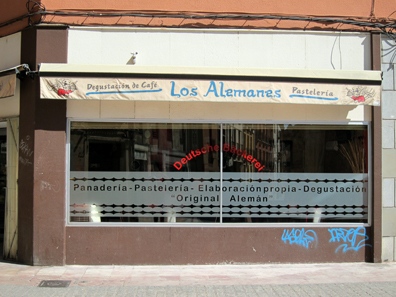 Degustación de Café Los Alemanes Pastelería
Deutsche Bäckerei
Panadería-Pastelería-Elaboración propia-Degustación
"Original Alemán"